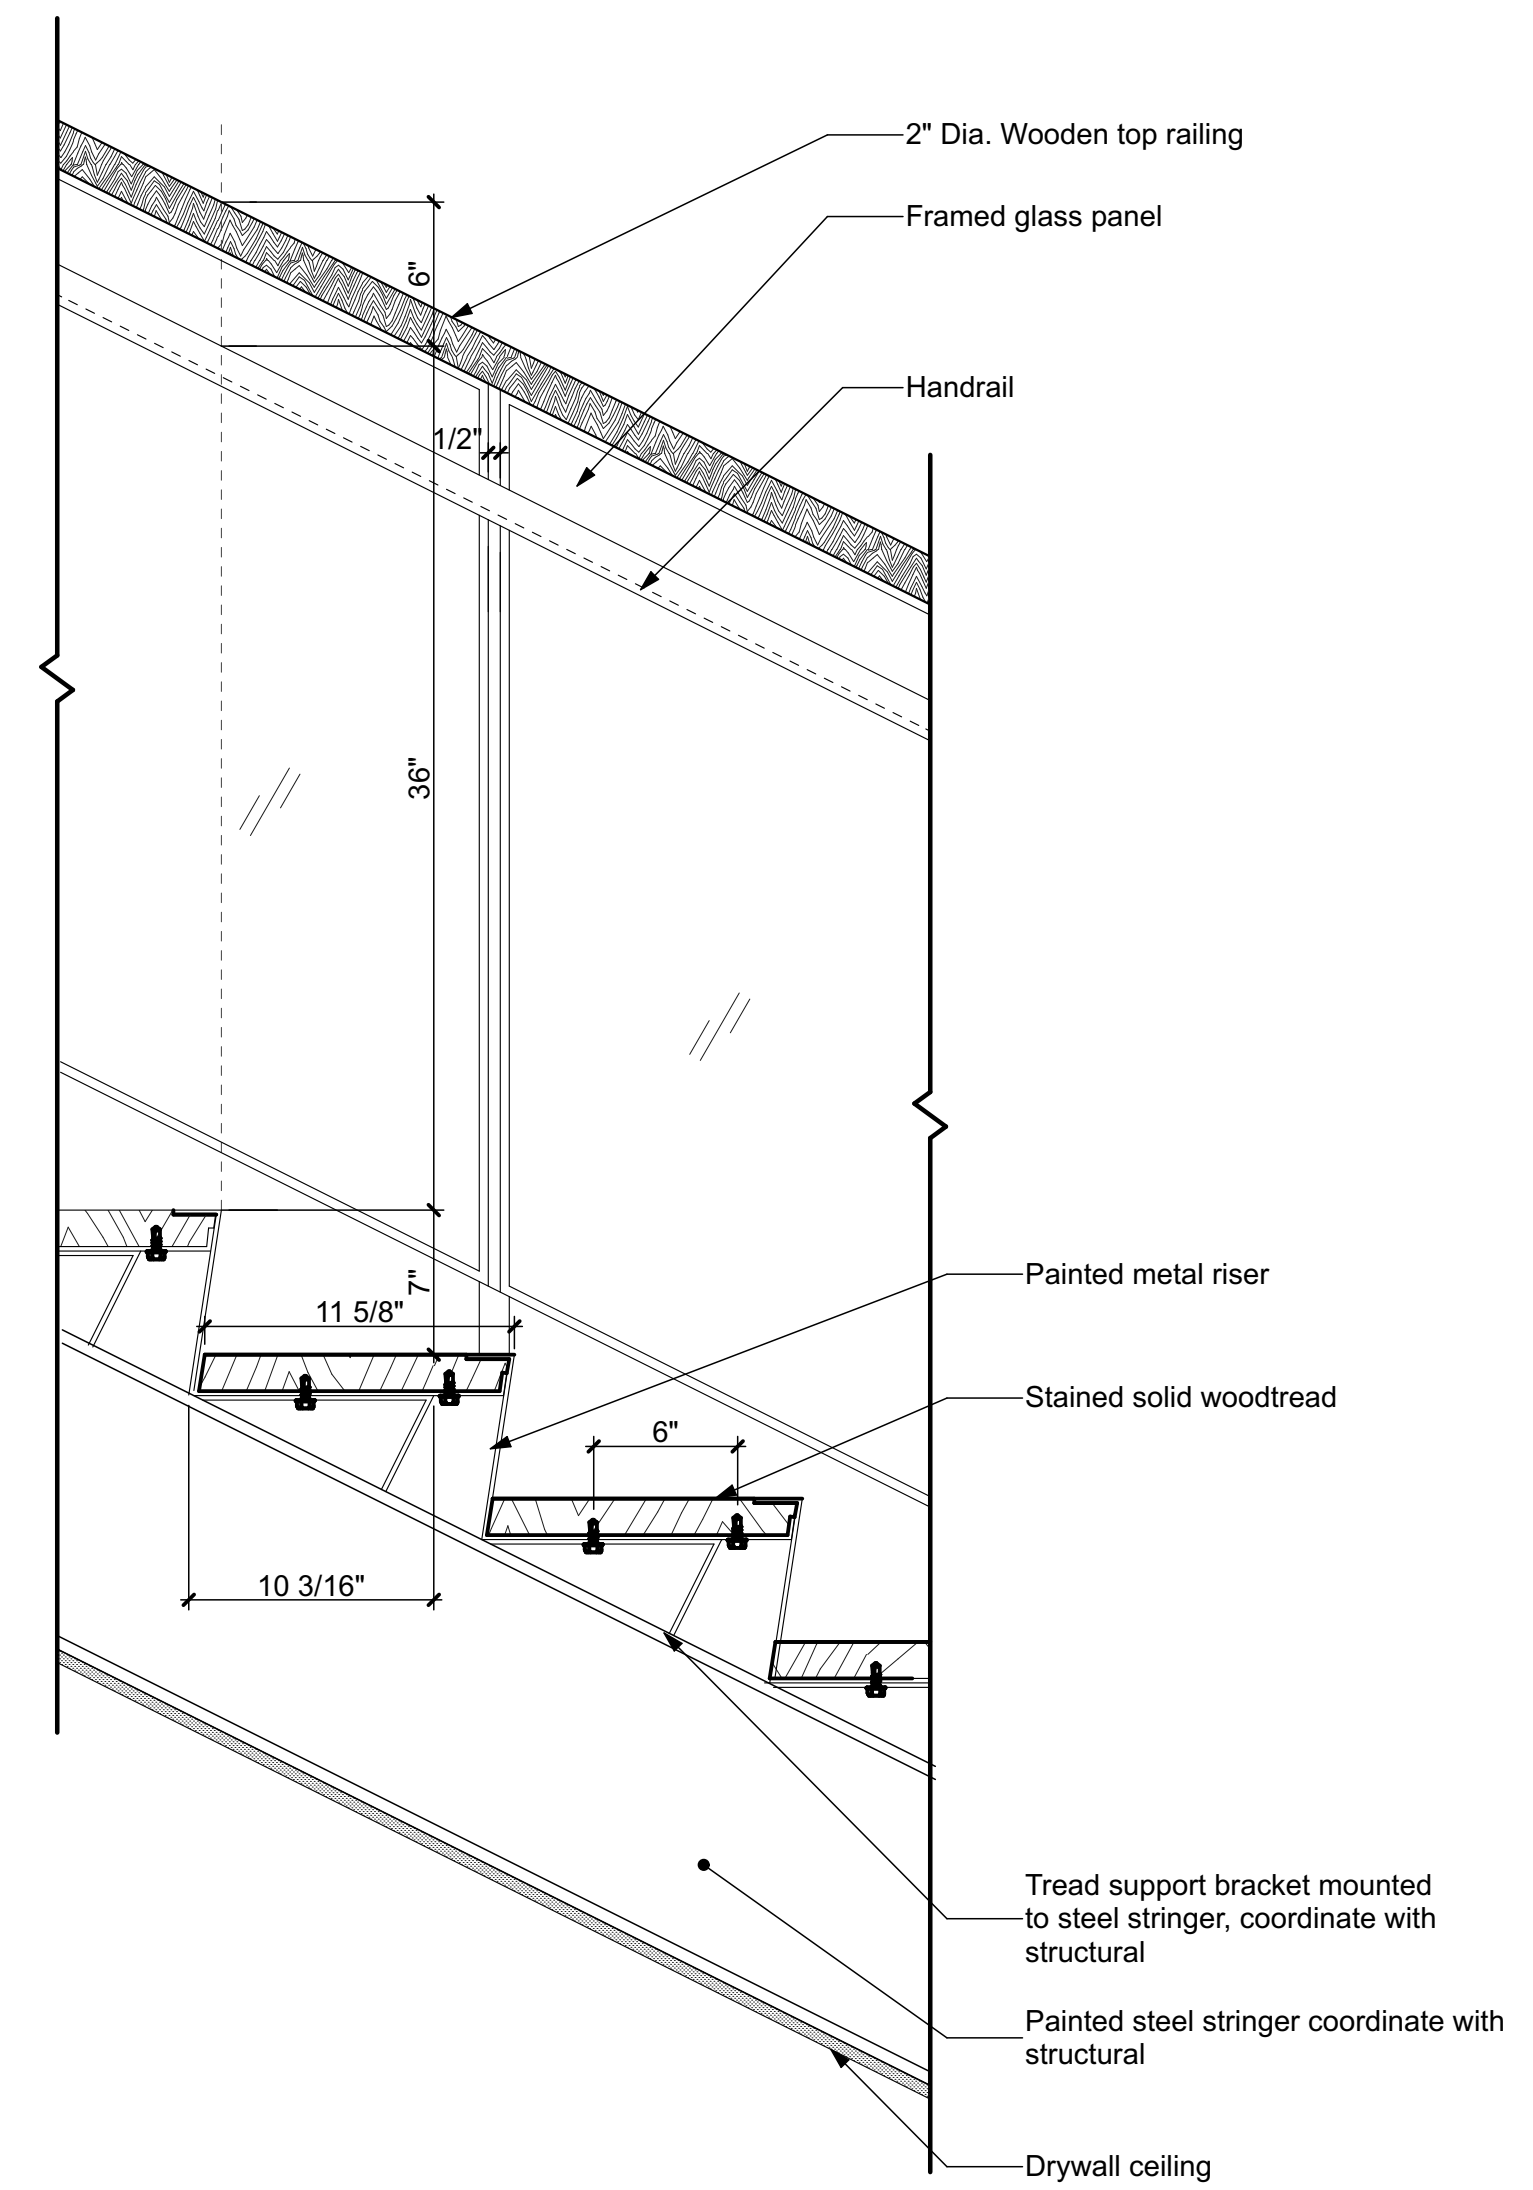 2" Dia. Wooden top railing
Framed glass panel
6"
Handrail
1/2"
36"
Painted metal riser
7"
11 5/8"
Stained solid woodtread
6"
10 3/16"
Tread support bracket mounted
to steel stringer, coordinate with
structural
Painted steel stringer coordinate with
structural
Drywall ceiling